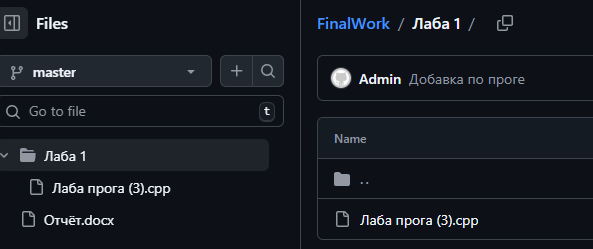 Files
master
Go to file
t
Лаба 1
Лаба прога (3).cpp
Отчёт.docx
FinalWork / Лаба 1 /
Admin Добавка по проге
Name
..
Лаба прога (3).cpp